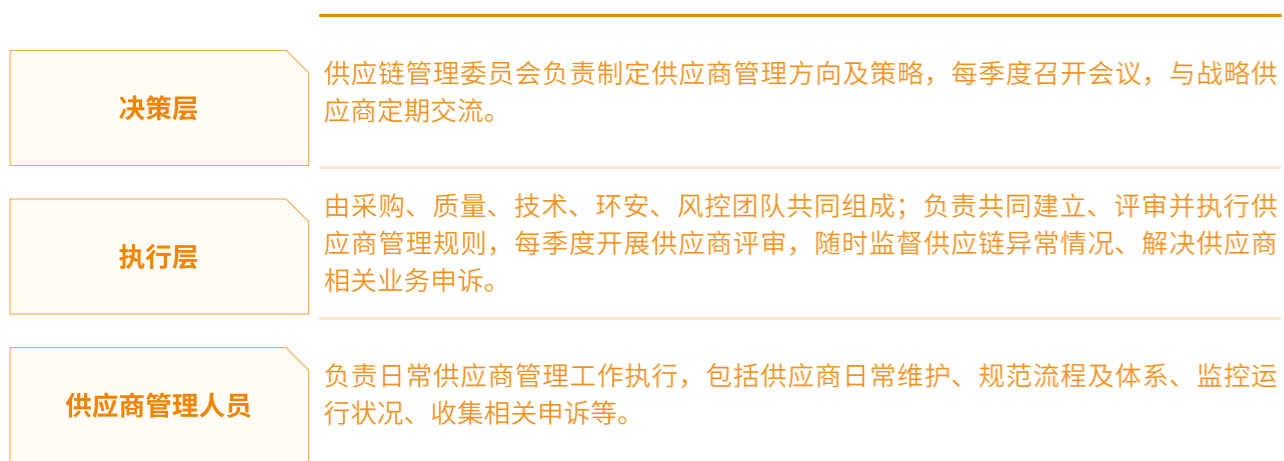 决策层
供应链管理委员会负责制定供应商管理方向及策略，每季度召开会议，与战略供
应商定期交流。
执行层
由采购、质量、技术、环安、风控团队共同组成；负责共同建立、评审并执行供
应商管理规则，每季度开展供应商评审，随时监督供应链异常情况、解决供应商
相关业务申诉。
供应商管理人员
负责日常供应商管理工作执行，包括供应商日常维护、规范流程及体系、监控运
行状况、收集相关申诉等。